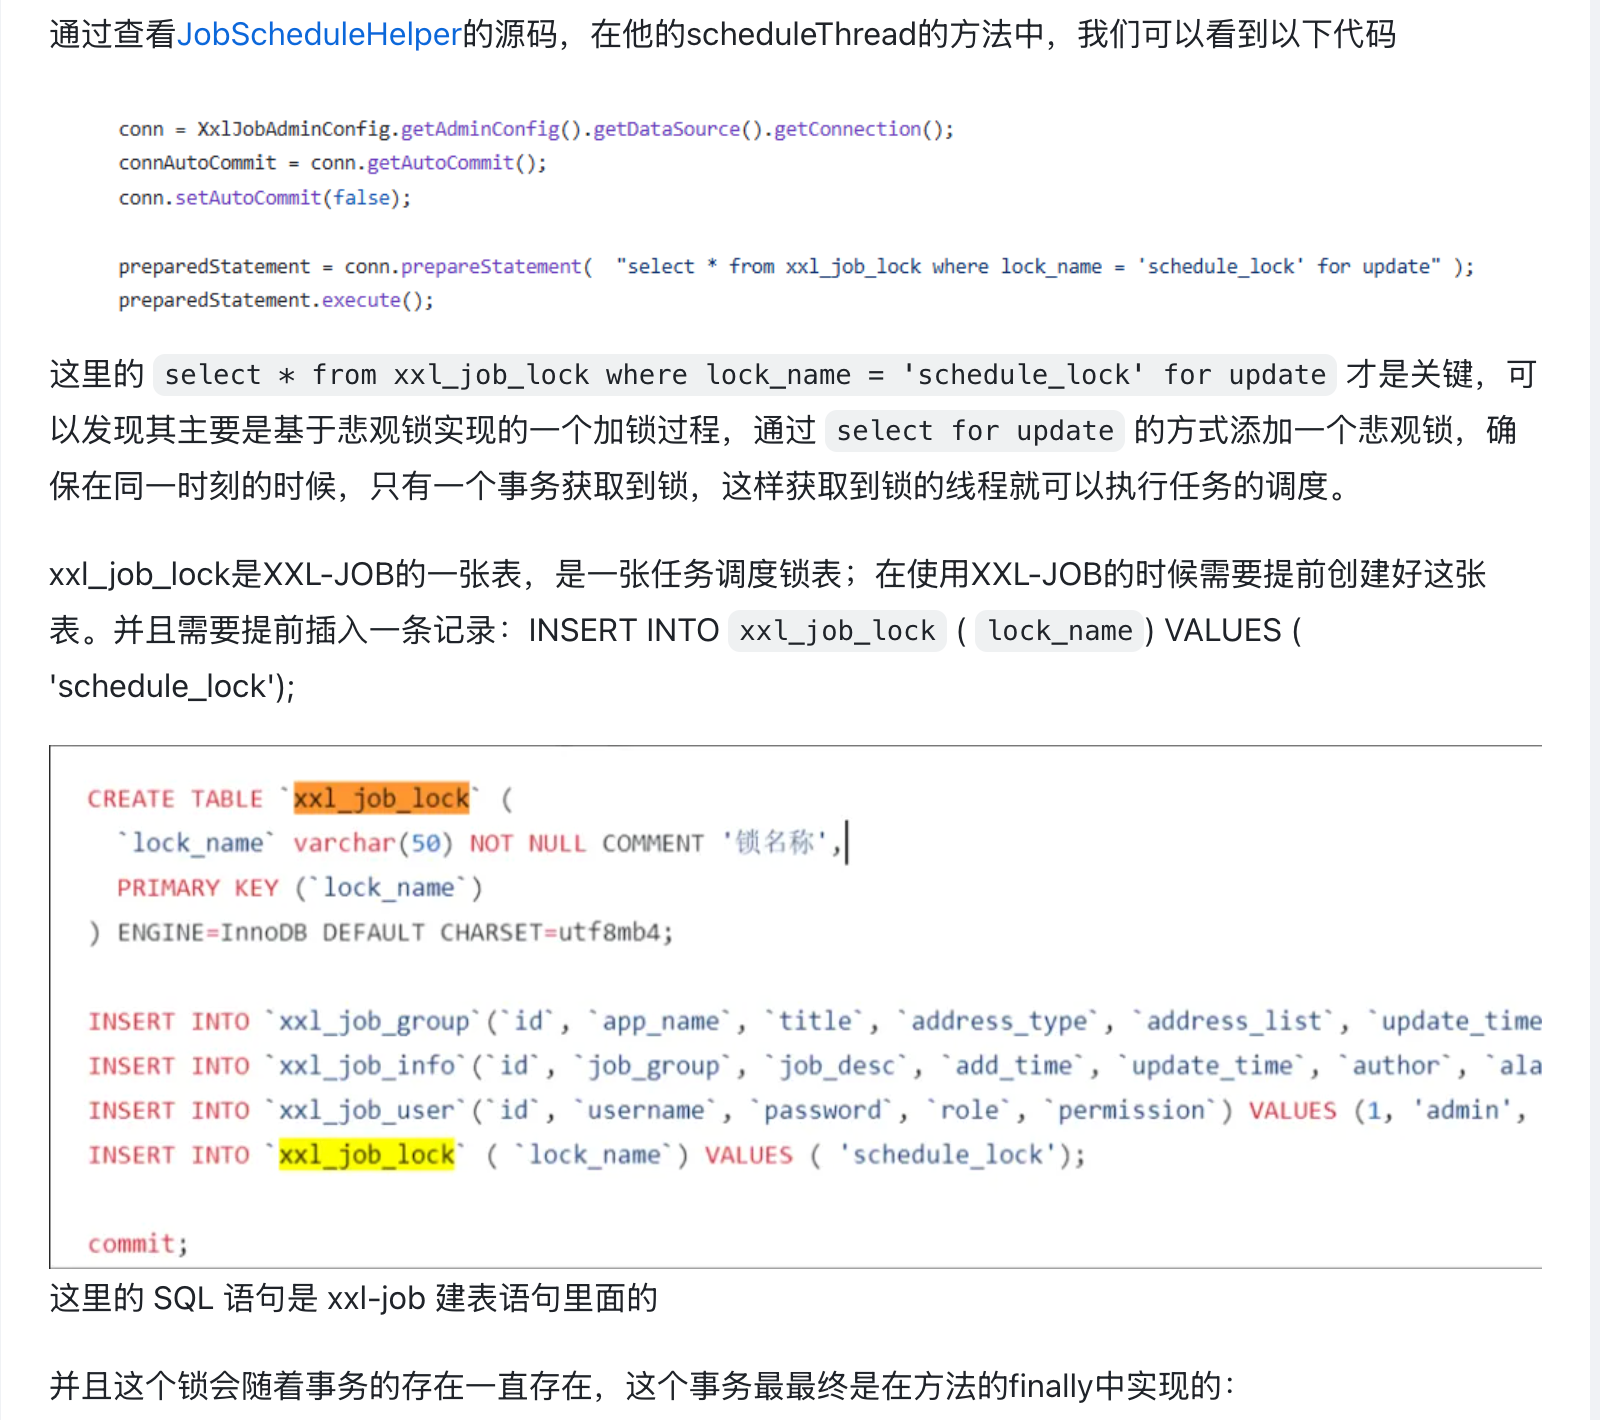 通过查看JobScheduleHelper的源码，在他的scheduleThread的方法中，我们可以看到以下代码
conn = XxlJobAdminConfig.getAdminConfig().getDataSource().getConnection();
connAutoCommit = conn.getAutoCommit();
conn.setAutoCommit(false);
preparedStatement = conn.prepareStatement(  "select * from xxl_job_lock where lock_name = 'schedule_lock' for update" );
preparedStatement.execute();
这里的 select * from xxl_job_lock where lock_name = 'schedule_lock' for update 才是关键，可
以发现其主要是基于悲观锁实现的一个加锁过程，通过 select for update 的方式添加一个悲观锁，确
保在同一时刻的时候，只有一个事务获取到锁，这样获取到锁的线程就可以执行任务的调度。
xxl_job_lock是XXL-JOB的一张表，是一张任务调度锁表；在使用XXL-JOB的时候需要提前创建好这张
表。并且需要提前插入一条记录：INSERT INTO xxl_job_lock ( lock_name) VALUES (
'schedule_lock');
CREATE TABLE `xxl_job_lock` (
`lock_name` varchar(50) NOT NULL COMMENT '锁名称',
PRIMARY KEY (`lock_name`)
) ENGINE=InnoDB DEFAULT CHARSET=utf8mb4;
INSERT INTO `xxl_job_group`(`id`, `app_name`, `title`, `address_type`, `address_list`, `update_time
INSERT INTO `xxl_job_info`(`id`, `job_group`, `job_desc`, `add_time`, `update_time`, `author`, `ala
INSERT INTO `xxl_job_user`(`id`, `username`, `password`, `role`, `permission`) VALUES (1, 'admin',
INSERT INTO `xxl_job_lock` ( `lock_name`) VALUES ( 'schedule_lock');
commit;
这里的 SQL 语句是 xxl-job 建表语句里面的
并且这个锁会随着事务的存在一直存在，这个事务最最终是在方法的finally中实现的：